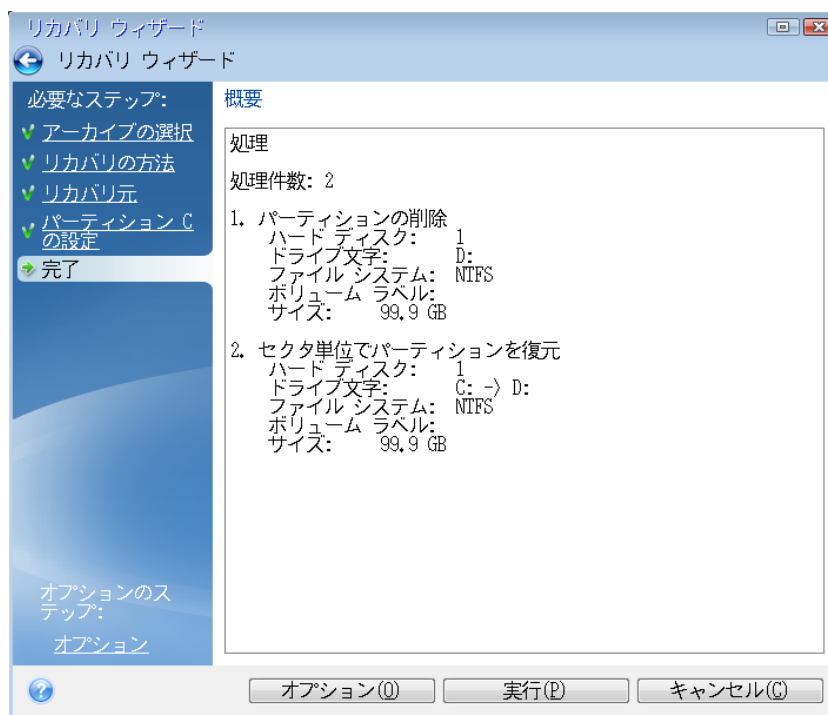 リカバリ ウィザード
リカバリ ウィザード
必要なステップ:
アーカイブの選択
リカバリの方法
リカバリ元
パーティション C
の設定
完了
オプションのス
テップ:
オプション
概要
処理
処理件数: 2
1. パーティションの削除
ハード ディスク: 1
ドライブ文字: D:
ファイル システム: NTFS
ボリューム ラベル:
サイズ: 99.9 GB
2. セクタ単位でパーティションを復元
ハード ディスク: 1
ドライブ文字: C: -> D:
ファイル システム: NTFS
ボリューム ラベル:
サイズ: 99.9 GB
オプション(O) 実行(P) キャンセル(C)